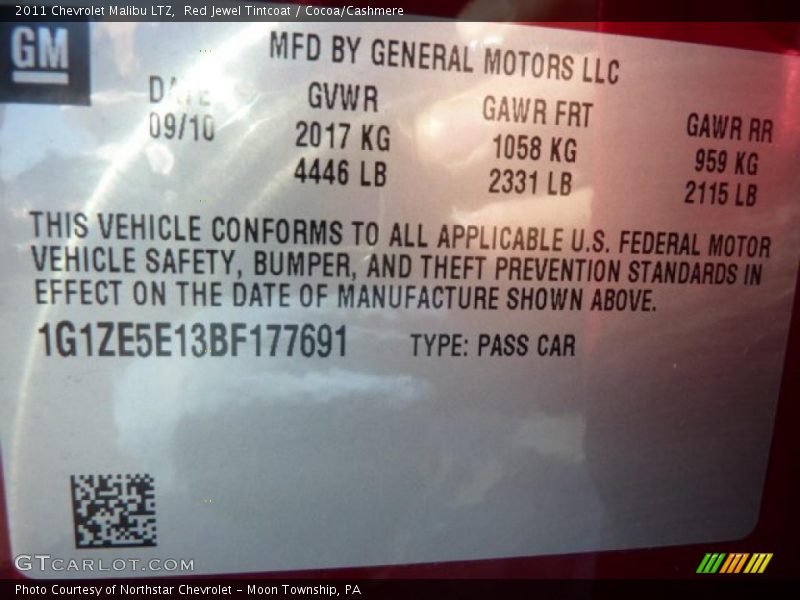 2011 Chevrolet Malibu LTZ, Red Jewel Tintcoat / Cocoa/Cashmere
GM
MFD BY GENERAL MOTORS LLC
DATE GVWR GAWR FRT GAWR RR
09/10 2017 KG 1058 KG 959 KG
4446 LB 2331 LB 2115 LB
THIS VEHICLE CONFORMS TO ALL APPLICABLE U.S. FEDERAL MOTOR
VEHICLE SAFETY, BUMPER, AND THEFT PREVENTION STANDARDS IN
EFFECT ON THE DATE OF MANUFACTURE SHOWN ABOVE.
1G1ZE5E13BF177691 TYPE: PASS CAR
GTCARLOT.COM
Photo Courtesy of Northstar Chevrolet - Moon Township, PA